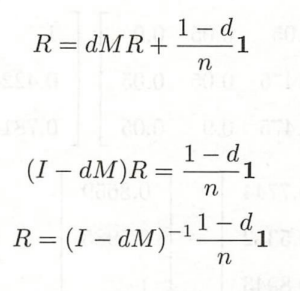 R = dMR + \frac{1-d}{n}\mathbf{1}
(I - dM)R = \frac{1-d}{n}\mathbf{1}
R = (I - dM)^{-1}\frac{1-d}{n}\mathbf{1}